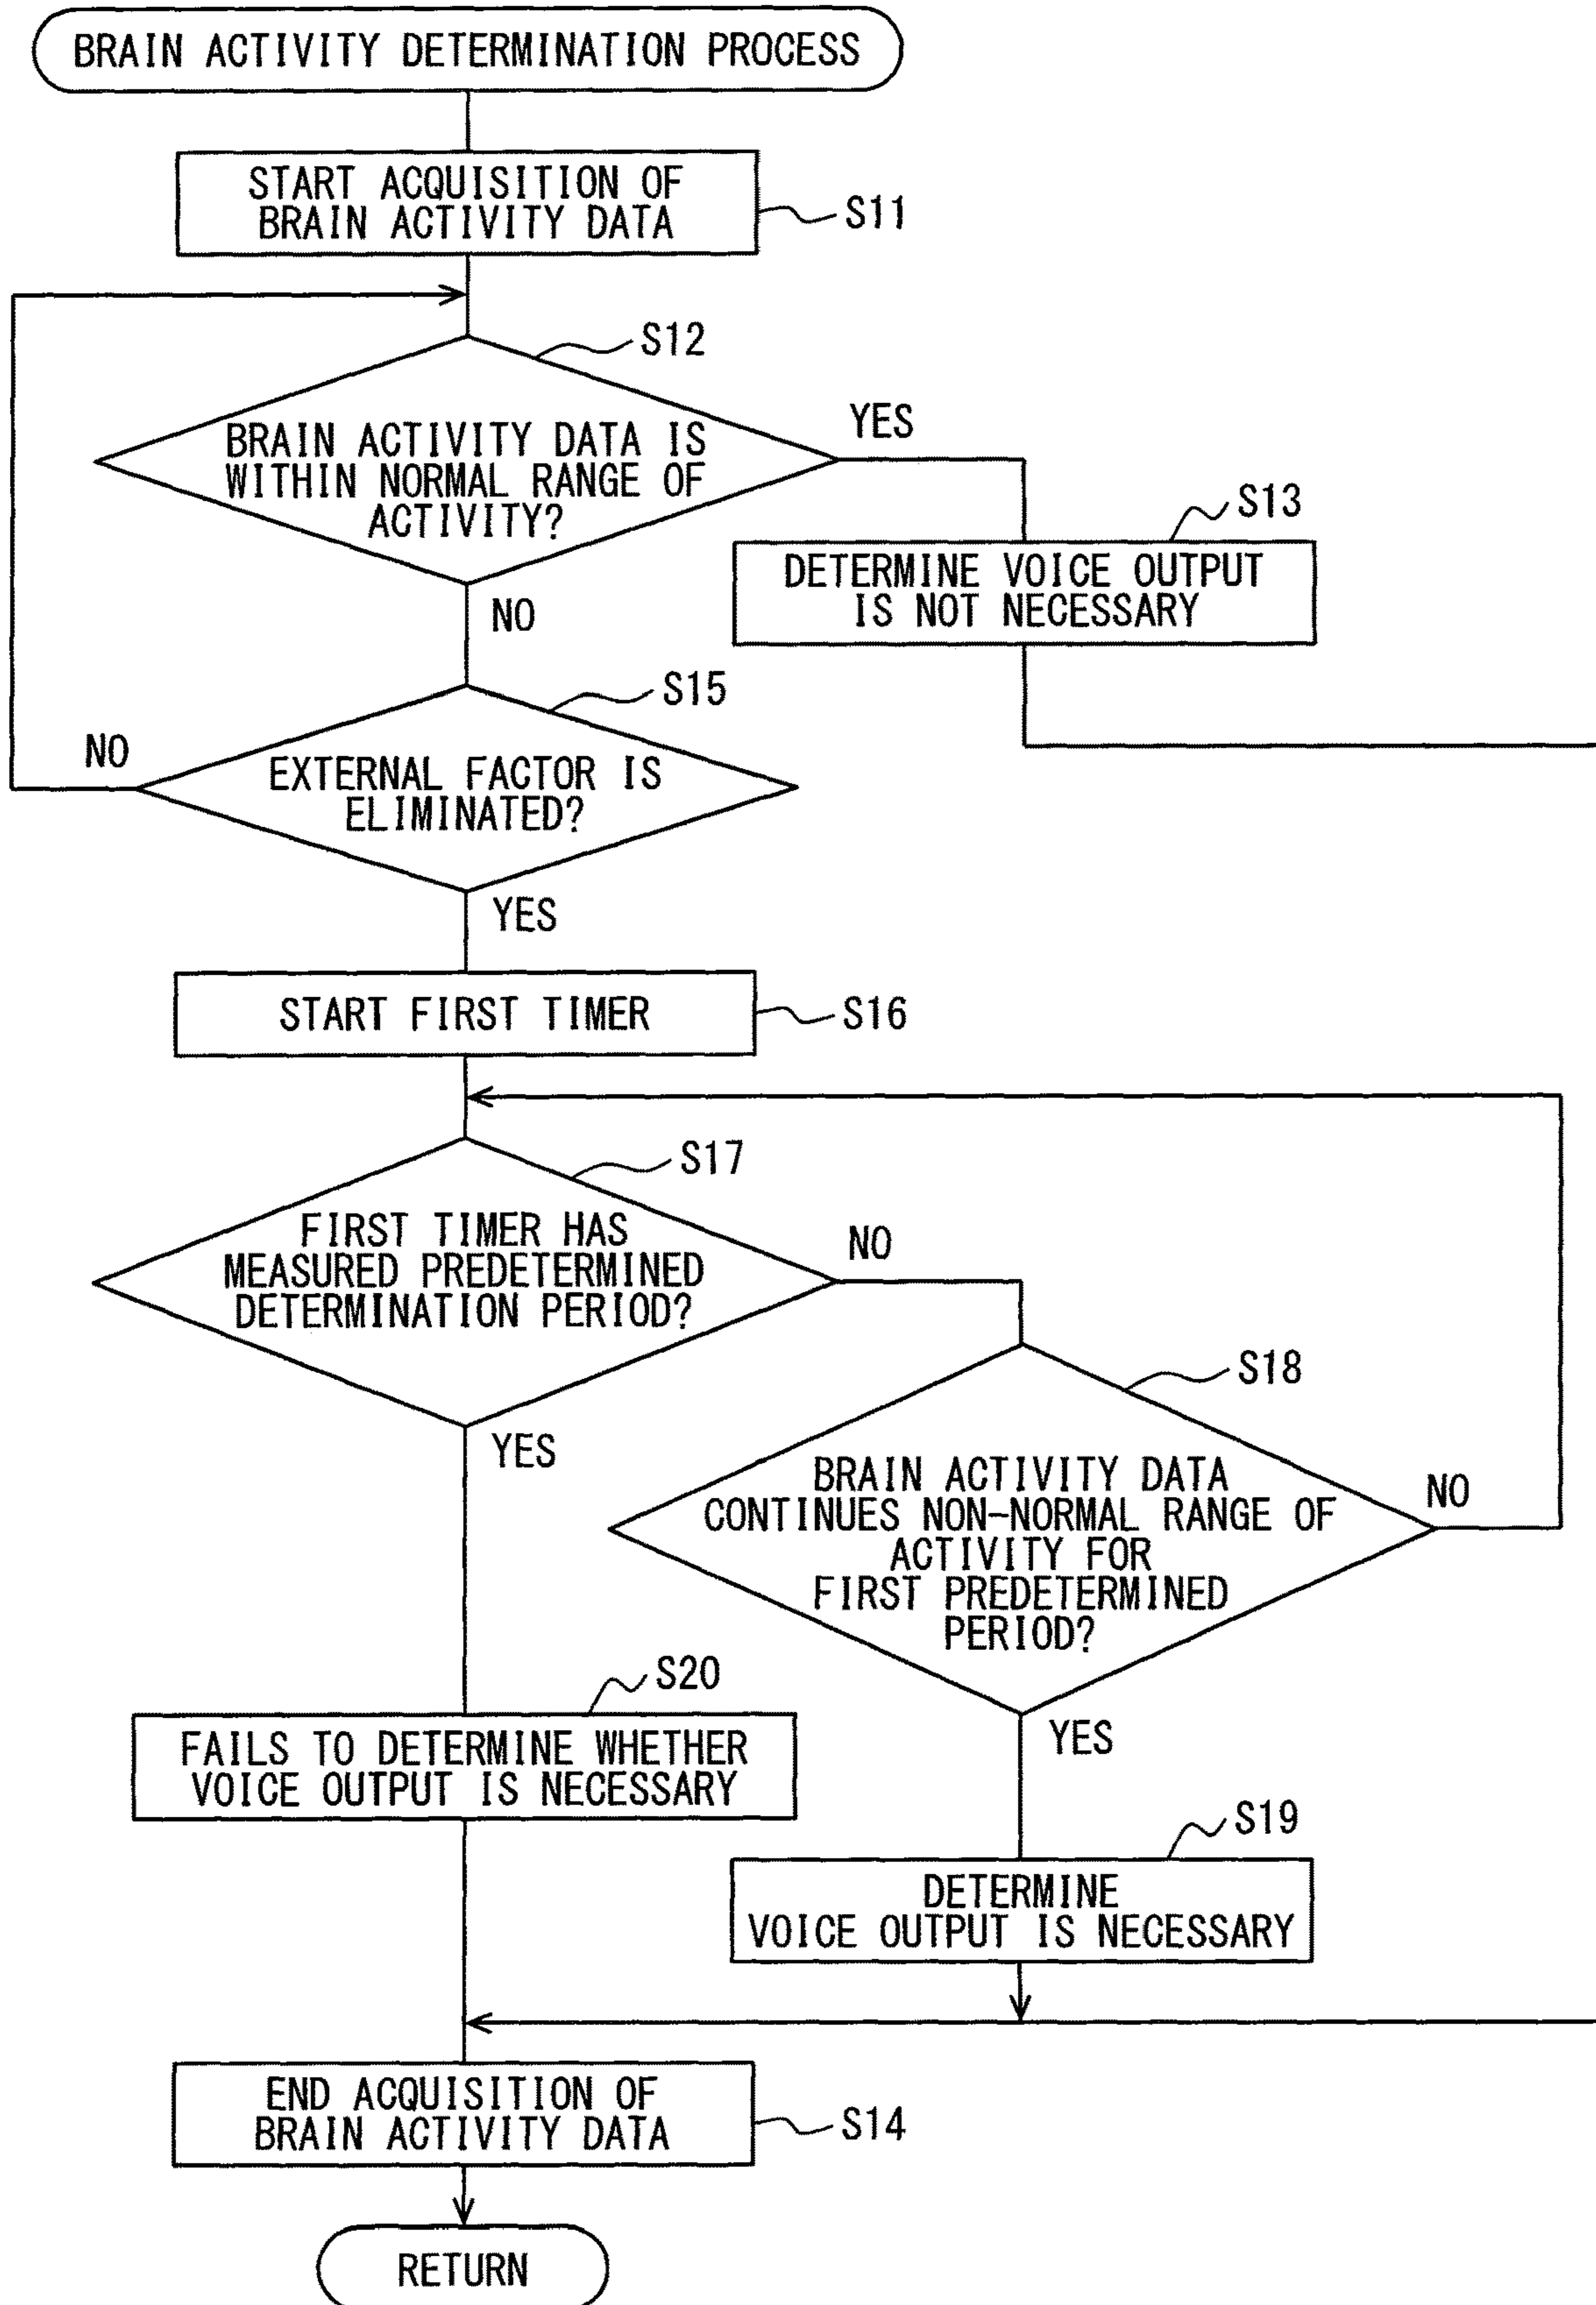 BRAIN ACTIVITY DETERMINATION PROCESS
START ACQUISITION OF
BRAIN ACTIVITY DATA
S11
S12
BRAIN ACTIVITY DATA IS
WITHIN NORMAL RANGE OF
ACTIVITY?
YES
NO
S13
DETERMINE VOICE OUTPUT
IS NOT NECESSARY
S15
EXTERNAL FACTOR IS
ELIMINATED?
NO
YES
START FIRST TIMER
S16
S17
FIRST TIMER HAS
MEASURED PREDETERMINED
DETERMINATION PERIOD?
NO
YES
S18
BRAIN ACTIVITY DATA
CONTINUES NON-NORMAL RANGE OF
ACTIVITY FOR
FIRST PREDETERMINED
PERIOD?
NO
YES
S20
FAILS TO DETERMINE WHETHER
VOICE OUTPUT IS NECESSARY
S19
DETERMINE
VOICE OUTPUT IS NECESSARY
END ACQUISITION OF
BRAIN ACTIVITY DATA
S14
RETURN